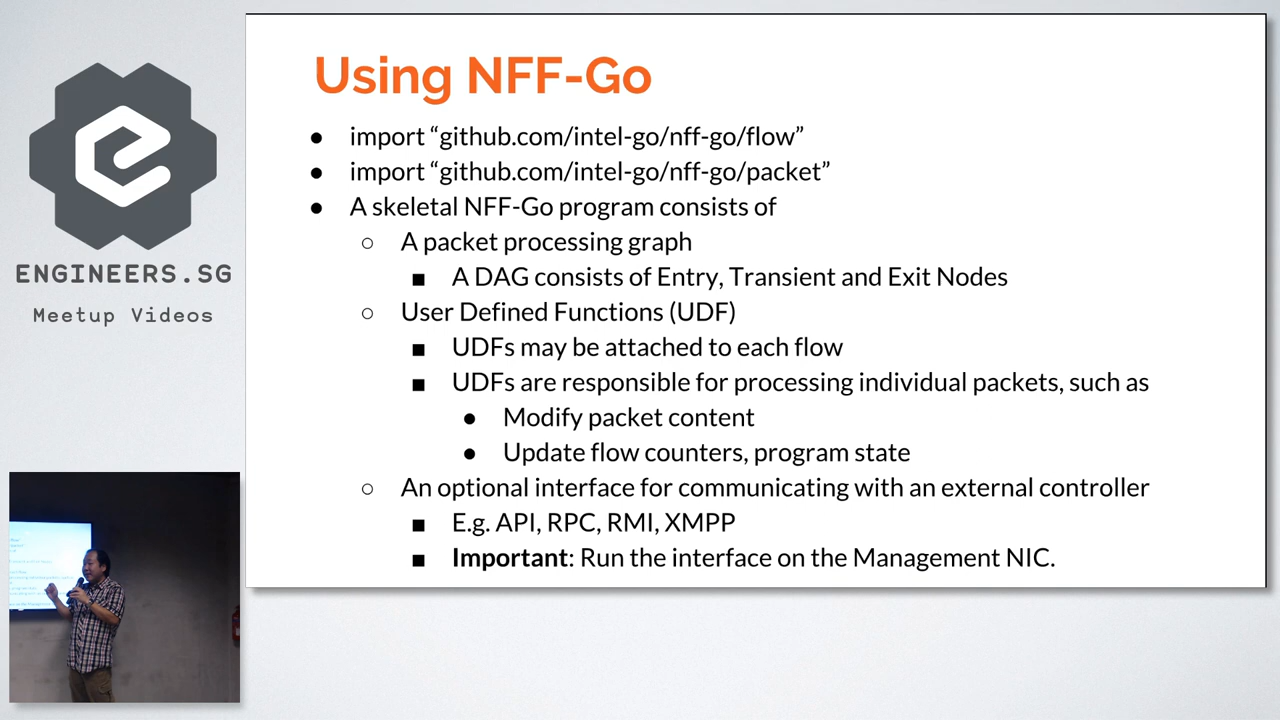 Using NFF-Go
● import “github.com/intel-go/nff-go/flow”
● import “github.com/intel-go/nff-go/packet”
● A skeletal NFF-Go program consists of
○ A packet processing graph
■ A DAG consists of Entry, Transient and Exit Nodes
○ User Defined Functions (UDF)
■ UDFs may be attached to each flow
■ UDFs are responsible for processing individual packets, such as
● Modify packet content
● Update flow counters, program state
○ An optional interface for communicating with an external controller
■ E.g. API, RPC, RMI, XMPP
■ Important: Run the interface on the Management NIC.
ENGINEERS.SG
Meetup Videos